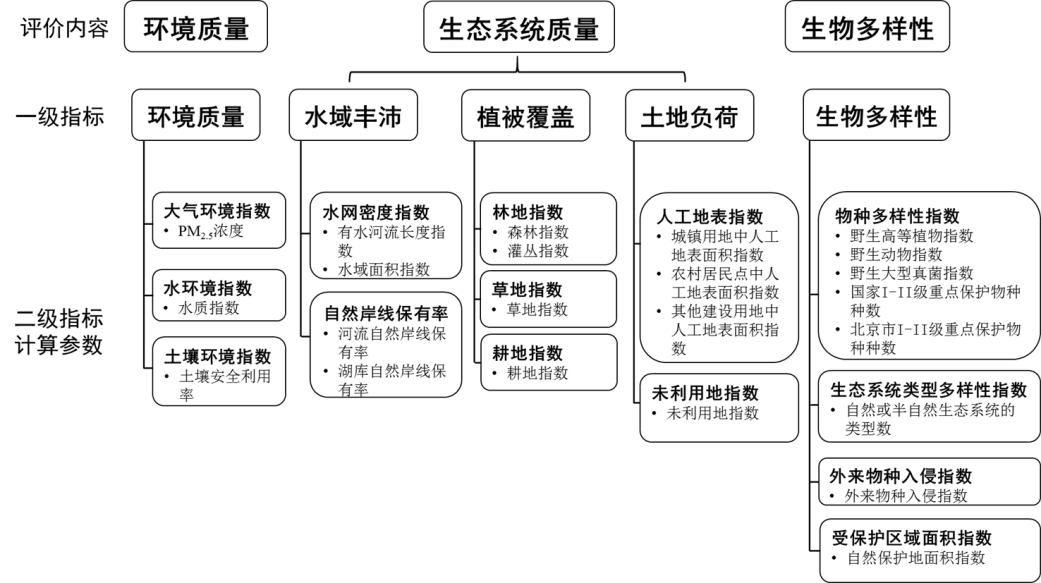 评价内容
环境质量
生态系统质量
生物多样性
一级指标
环境质量
水域丰沛
植被覆盖
土地负荷
生物多样性
二级指标
计算参数
大气环境指数
• PM2.5浓度
水环境指数
• 水质指数
土壤环境指数
• 土壤安全利用
率
水网密度指数
• 有水河流长度指
数
• 水域面积指数
自然岸线保有率
• 河流自然岸线保
有率
• 湖库自然岸线保
有率
林地指数
• 森林指数
• 灌丛指数
草地指数
• 草地指数
耕地指数
• 耕地指数
人工地表指数
• 城镇用地中人工
地表面积指数
• 农村居民点中人
工地表面积指数
• 其他建设用地中
人工地表面积指
数
未利用地指数
• 未利用地指数
物种多样性指数
• 野生高等植物指数
• 野生动物指数
• 野生大型真菌指数
• 国家I-II级重点保护物种
种数
• 北京市I-II级重点保护物
种种数
生态系统类型多样性指数
• 自然或半自然生态系统的
类型数
外来物种入侵指数
• 外来物种入侵指数
受保护区域面积指数
• 自然保护地面积指数